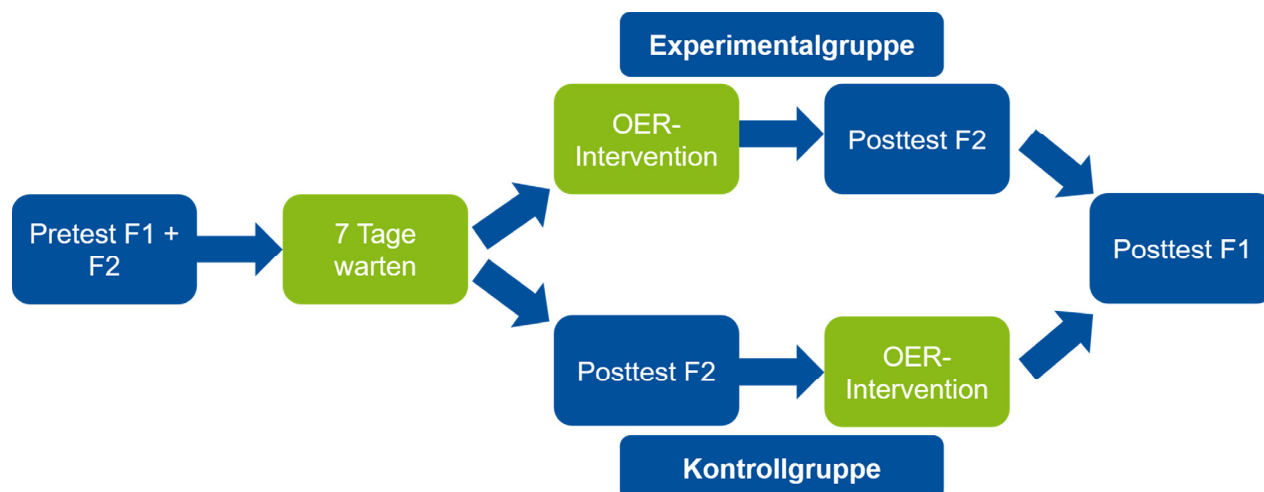 Experimentalgruppe
OER-
Intervention
Posttest F2
Pretest F1 +
F2
7 Tage
warten
Posttest F1
Posttest F2
OER-
Intervention
Kontrollgruppe